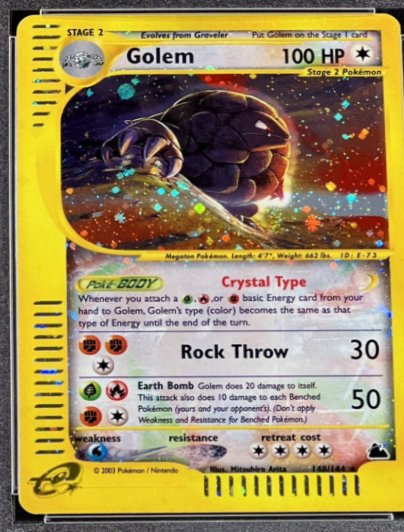 STAGE 2 Evolves from Graveler Put Golem on the Stage 1 card
Golem 100 HP
Stage 2 Pokémon
Megaton Pokémon. Length: 4'7", Weight: 662 lbs. ID: E-73
Poké-BODY Crystal Type
Whenever you attach a , , or basic Energy card from your
hand to Golem, Golem's type (color) becomes the same as that
type of Energy until the end of the turn.
Rock Throw 30
Earth Bomb Golem does 20 damage to itself.
This attack also does 10 damage to each Benched
Pokémon (yours and your opponent's). (Don't apply
Weakness and Resistance for Benched Pokémon.)
50
weakness resistance retreat cost
© 2003 Pokémon / Nintendo Illus. Mitsuhiro Arita 148/144
e